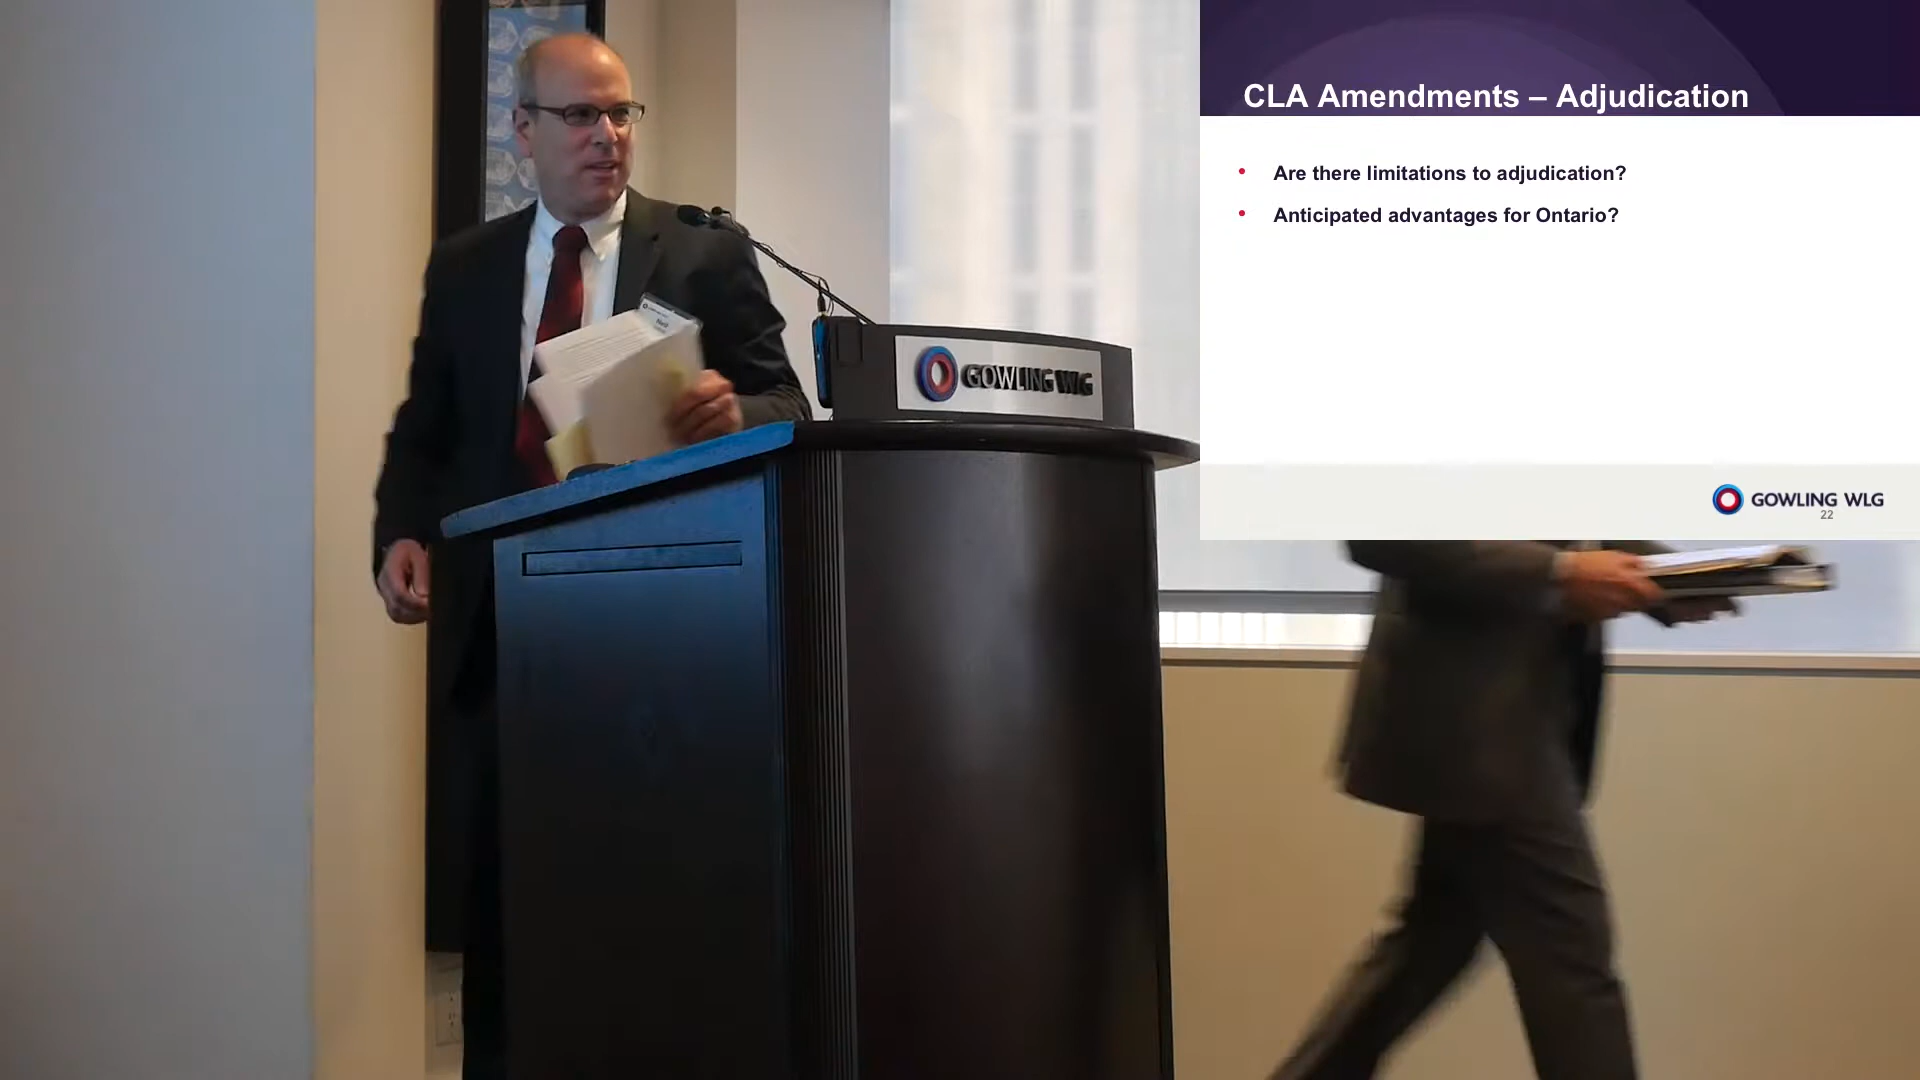 CLA Amendments – Adjudication
• Are there limitations to adjudication?
• Anticipated advantages for Ontario?
GOWLING WLG
22
GOWLING WLG